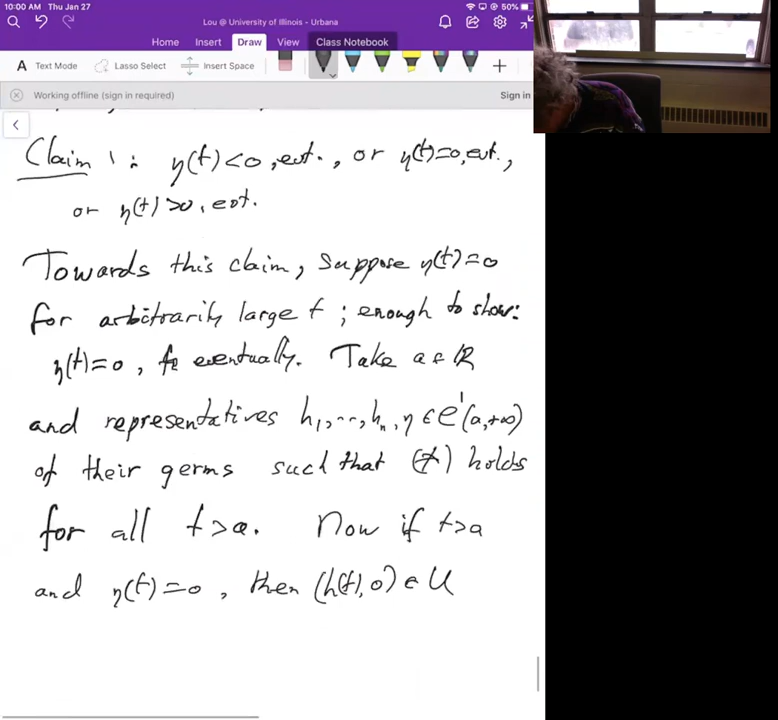 10:00 AM Thu Jan 27
50%
Lou @ University of Illinois - Urbana
Home Insert Draw View Class Notebook
A Text Mode Lasso Select Insert Space
Working offline (sign in required) Sign in
Claim 1 : η(t)<0, evt., or η(t)=0, evt.,
or η(t)>0, evt.
Towards this claim, suppose η(t)=0
for arbitrarily large t ; enough to show:
η(t)=0, eventually. Take a ∈ ℝ
and representatives h₁, ..., hₙ, η ∈ C¹(a,+∞)
of their germs such that (*) holds
for all t>a. Now if t>a
and η(t)=0, then (h(t),0) ∈ U